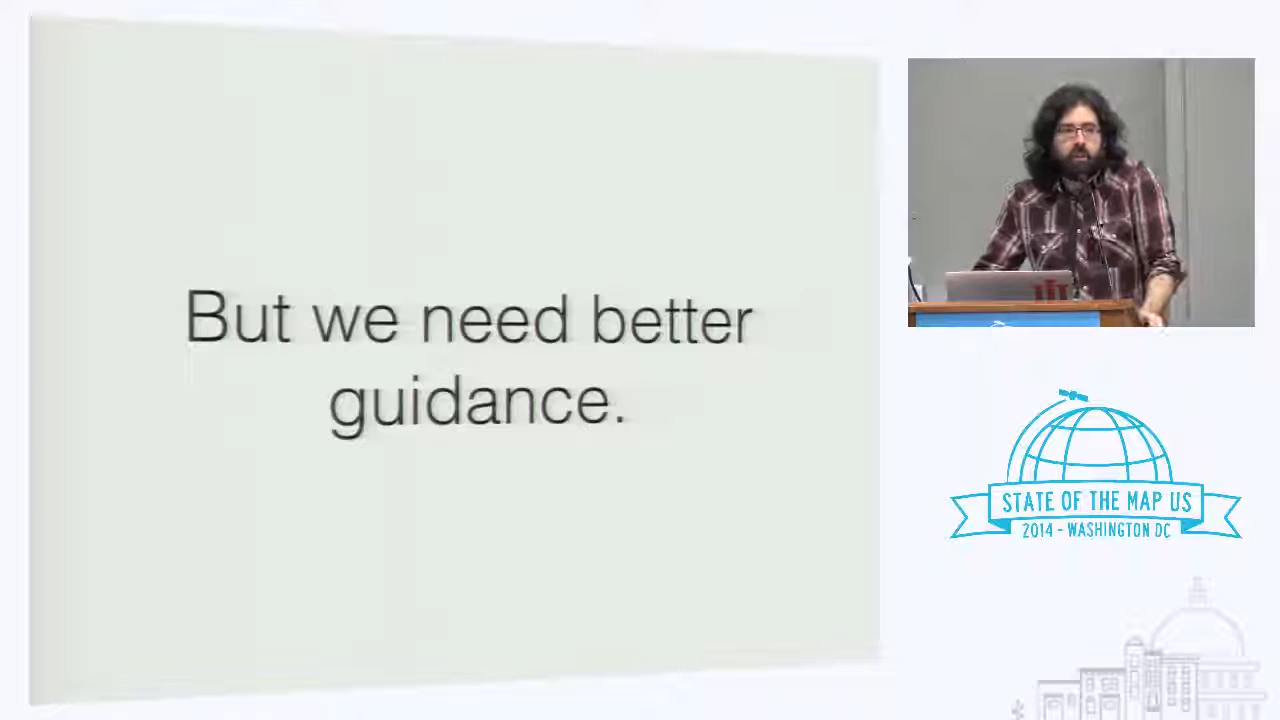 But we need better
guidance.
STATE OF THE MAP US
2014 - WASHINGTON DC